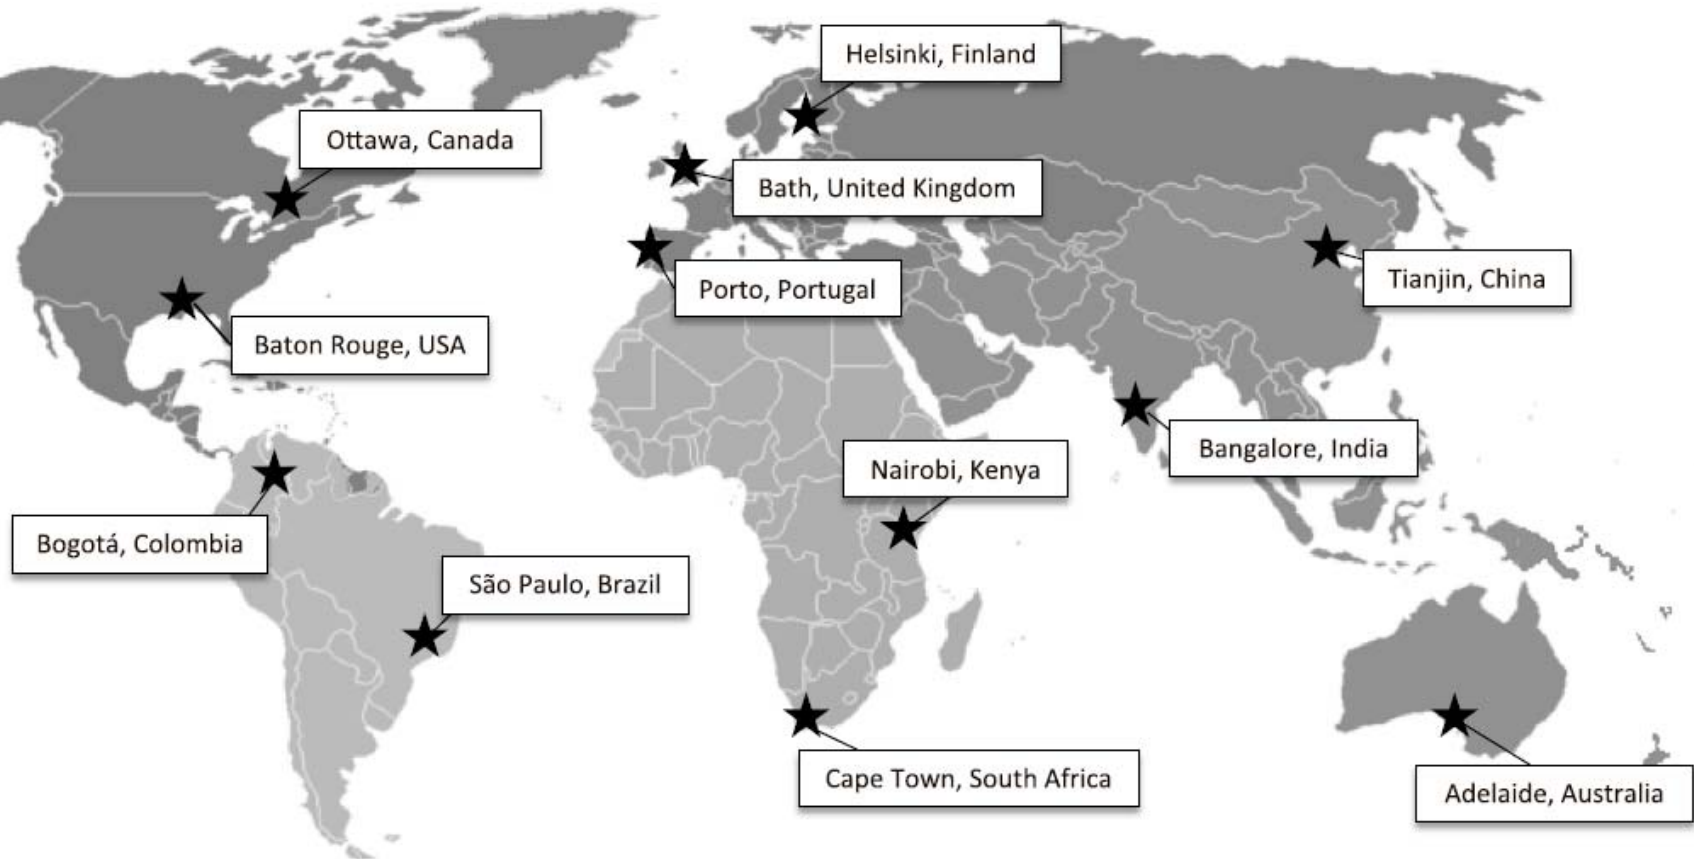 Helsinki, Finland
Ottawa, Canada
Bath, United Kingdom
Porto, Portugal
Tianjin, China
Baton Rouge, USA
Bangalore, India
Nairobi, Kenya
Bogotá, Colombia
São Paulo, Brazil
Cape Town, South Africa
Adelaide, Australia